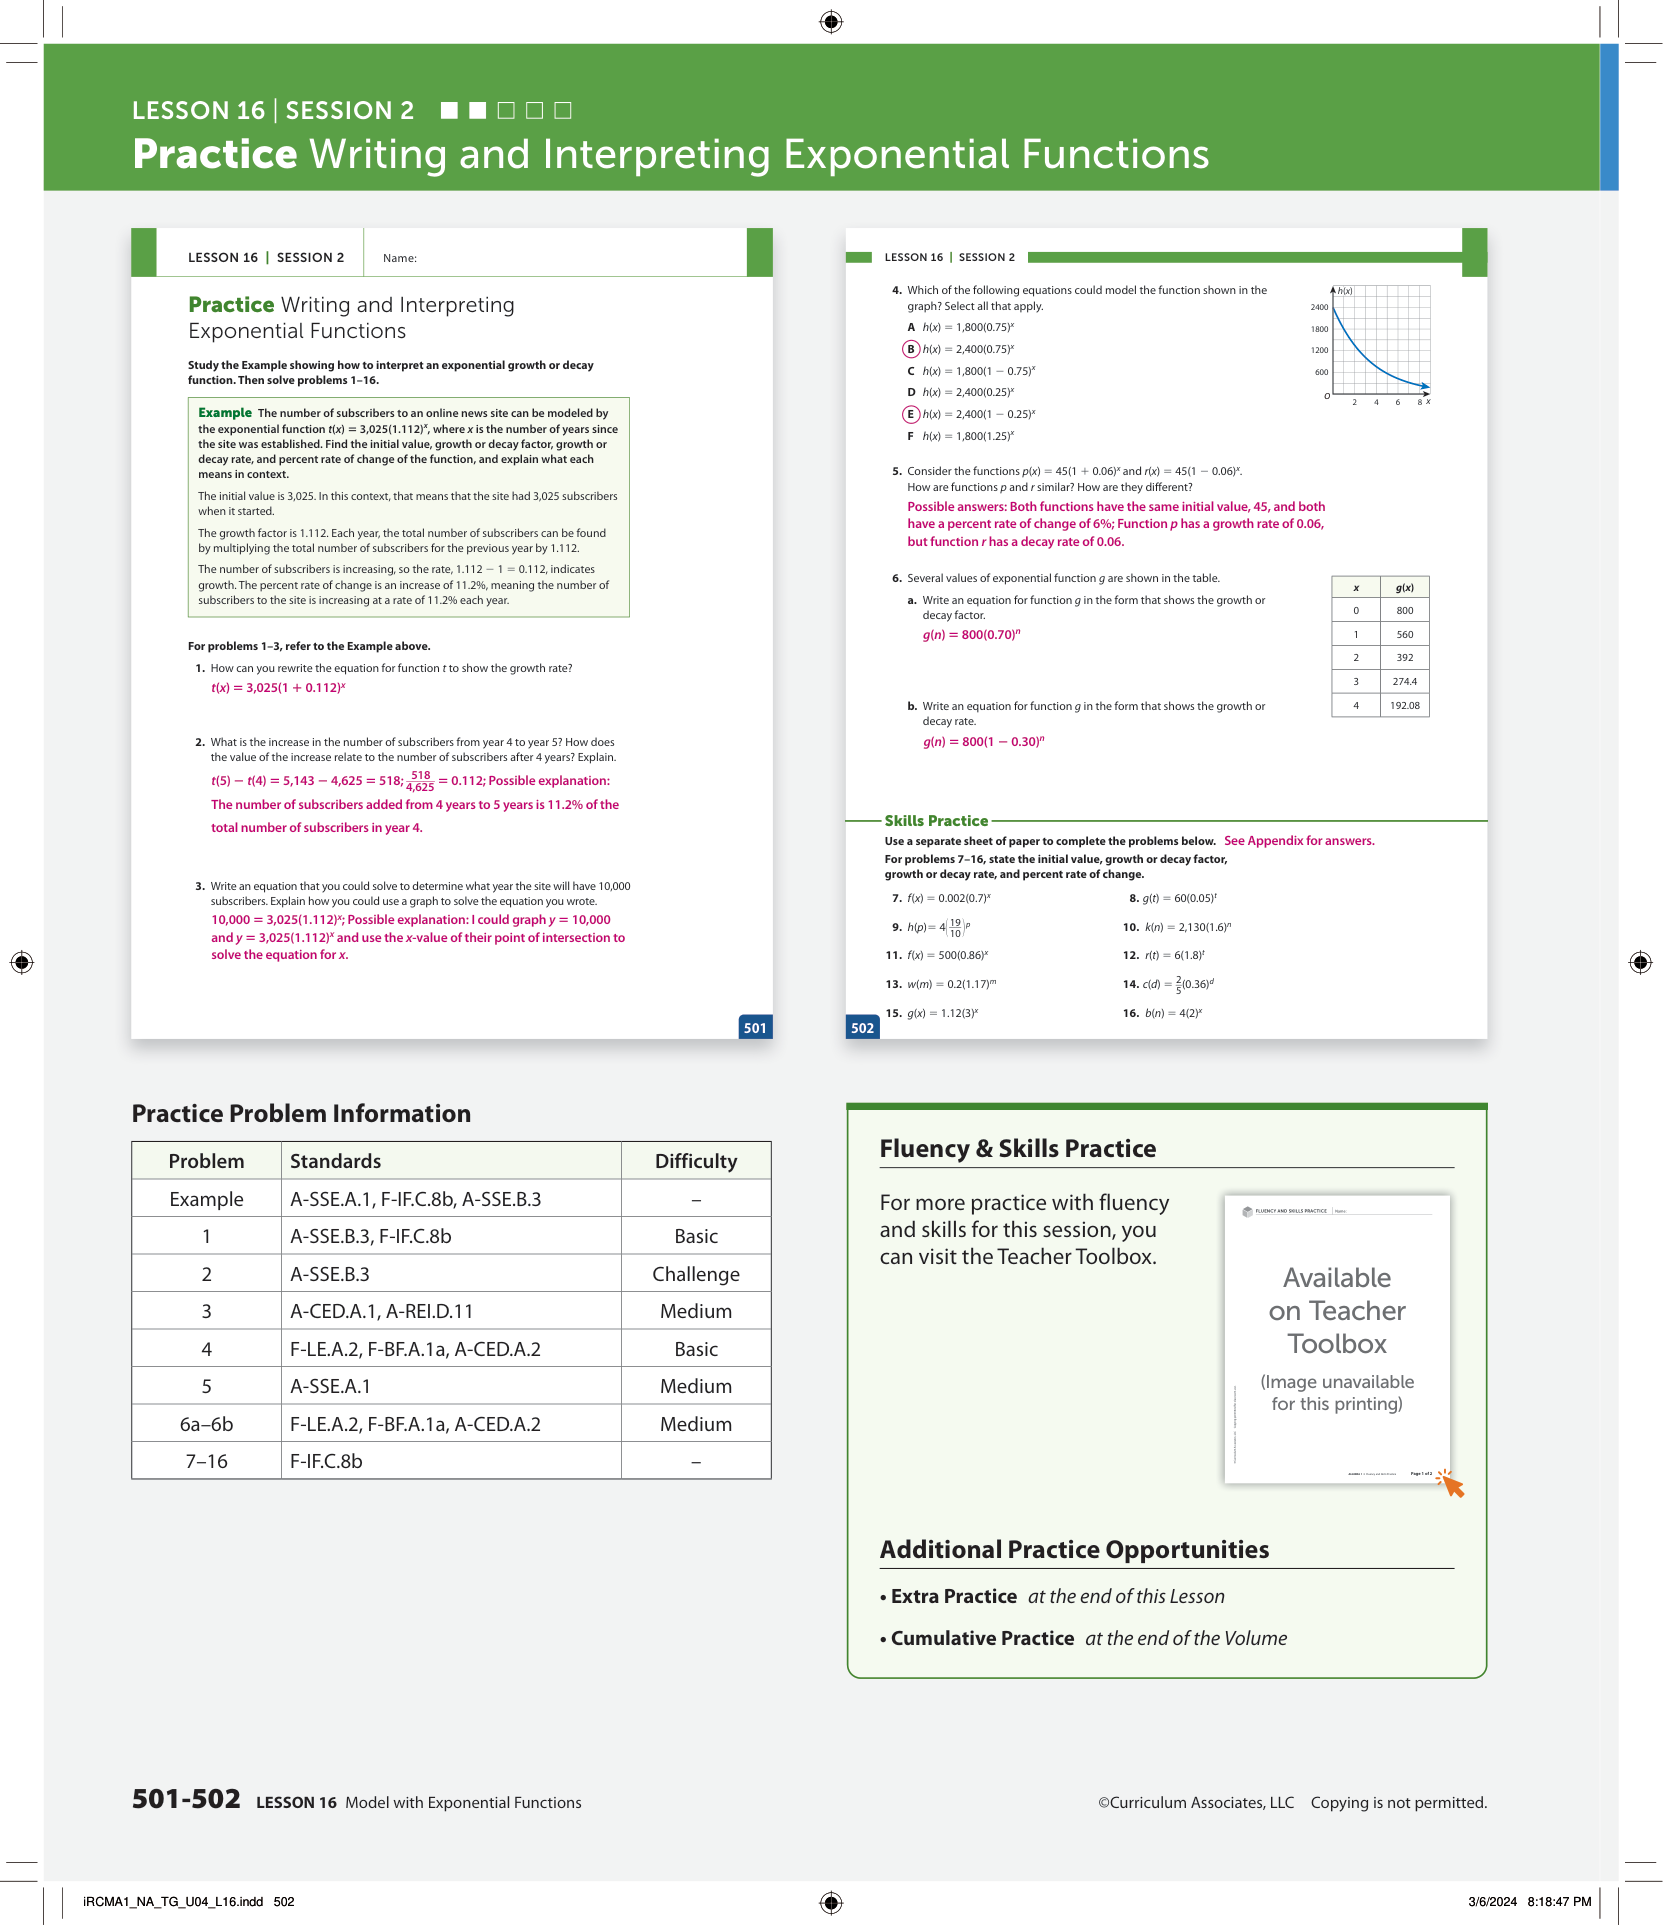 LESSON 16 | SESSION 2
Practice Writing and Interpreting Exponential Functions
LESSON 16 | SESSION 2
Name:
Practice Writing and Interpreting
Exponential Functions
Study the Example showing how to interpret an exponential growth or decay
function. Then solve problems 1–16.
Example The number of subscribers to an online news site can be modeled by
the exponential function t(x) = 3,025(1.112)ˣ, where x is the number of years since
the site was established. Find the initial value, growth or decay factor, growth or
decay rate, and percent rate of change of the function, and explain what each
means in context.
The initial value is 3,025. In this context, that means that the site had 3,025 subscribers
when it started.
The growth factor is 1.112. Each year, the total number of subscribers can be found
by multiplying the total number of subscribers for the previous year by 1.112.
The number of subscribers is increasing, so the rate, 1.112 − 1 = 0.112, indicates
growth. The percent rate of change is an increase of 11.2%, meaning the number of
subscribers to the site is increasing at a rate of 11.2% each year.
For problems 1–3, refer to the Example above.
1. How can you rewrite the equation for function t to show the growth rate?
t(x) = 3,025(1 + 0.112)ˣ
2. What is the increase in the number of subscribers from year 4 to year 5? How does
the value of the increase relate to the number of subscribers after 4 years? Explain.
t(5) − t(4) = 5,143 − 4,625 = 518; 518/4,625 = 0.112; Possible explanation:
The number of subscribers added from 4 years to 5 years is 11.2% of the
total number of subscribers in year 4.
3. Write an equation that you could solve to determine what year the site will have 10,000
subscribers. Explain how you could use a graph to solve the equation you wrote.
10,000 = 3,025(1.112)ˣ; Possible explanation: I could graph y = 10,000
and y = 3,025(1.112)ˣ and use the x-value of their point of intersection to
solve the equation for x.
501
LESSON 16 | SESSION 2
4. Which of the following equations could model the function shown in the
graph? Select all that apply.
A h(x) = 1,800(0.75)ˣ
B h(x) = 2,400(0.75)ˣ
C h(x) = 1,800(1 − 0.75)ˣ
D h(x) = 2,400(0.25)ˣ
E h(x) = 2,400(1 − 0.25)ˣ
F h(x) = 1,800(1.25)ˣ
h(x)
2400
1800
1200
600
O
2 4 6 8 x
5. Consider the functions p(x) = 45(1 + 0.06)ˣ and r(x) = 45(1 − 0.06)ˣ.
How are functions p and r similar? How are they different?
Possible answers: Both functions have the same initial value, 45, and both
have a percent rate of change of 6%; Function p has a growth rate of 0.06,
but function r has a decay rate of 0.06.
6. Several values of exponential function g are shown in the table.
a. Write an equation for function g in the form that shows the growth or
decay factor.
g(n) = 800(0.70)ⁿ
b. Write an equation for function g in the form that shows the growth or
decay rate.
g(n) = 800(1 − 0.30)ⁿ
x g(x)
0 800
1 560
2 392
3 274.4
4 192.08
Skills Practice
Use a separate sheet of paper to complete the problems below. See Appendix for answers.
For problems 7–16, state the initial value, growth or decay factor,
growth or decay rate, and percent rate of change.
7. f(x) = 0.002(0.7)ˣ
8. g(t) = 60(0.05)ᵗ
9. h(p) = 4(19/10)ᵖ
10. k(n) = 2,130(1.6)ⁿ
11. f(x) = 500(0.86)ˣ
12. r(t) = 6(1.8)ᵗ
13. w(m) = 0.2(1.17)ᵐ
14. c(d) = 2/5(0.36)ᵈ
15. g(x) = 1.12(3)ˣ
16. b(n) = 4(2)ˣ
502
Practice Problem Information
Problem Standards Difficulty
Example A-SSE.A.1, F-IF.C.8b, A-SSE.B.3 –
1 A-SSE.B.3, F-IF.C.8b Basic
2 A-SSE.B.3 Challenge
3 A-CED.A.1, A-REI.D.11 Medium
4 F-LE.A.2, F-BF.A.1a, A-CED.A.2 Basic
5 A-SSE.A.1 Medium
6a–6b F-LE.A.2, F-BF.A.1a, A-CED.A.2 Medium
7–16 F-IF.C.8b –
Fluency & Skills Practice
For more practice with fluency
and skills for this session, you
can visit the Teacher Toolbox.
FLUENCY AND SKILLS PRACTICE Name:
Available
on Teacher
Toolbox
(Image unavailable
for this printing)
Page 1 of 2
Additional Practice Opportunities
• Extra Practice at the end of this Lesson
• Cumulative Practice at the end of the Volume
501-502 LESSON 16 Model with Exponential Functions
©Curriculum Associates, LLC Copying is not permitted.
iRCMA1_NA_TG_U04_L16.indd 502
3/6/2024 8:18:47 PM